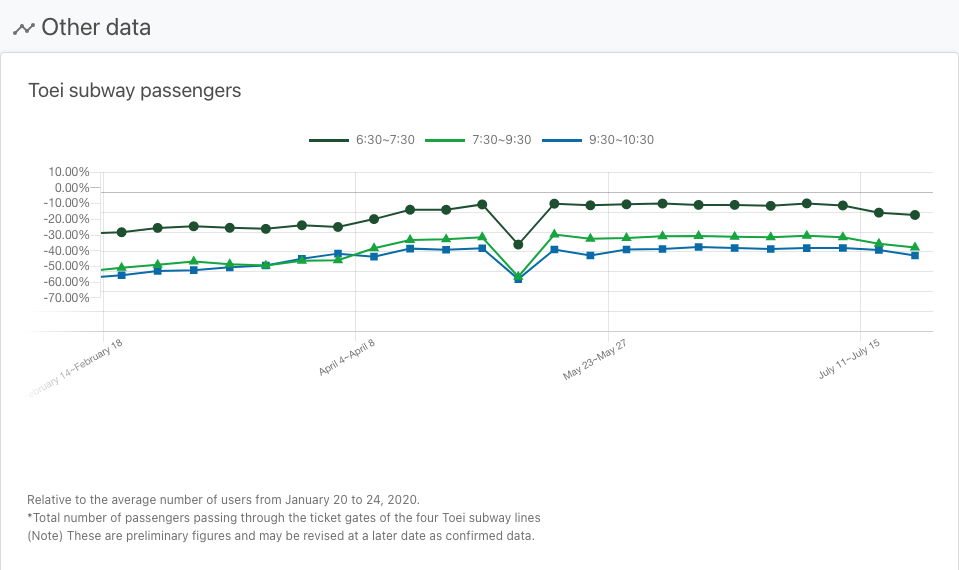 Other data
Toei subway passengers
6:30~7:30 7:30~9:30 9:30~10:30
10.00%
0.00%
-10.00%
-20.00%
-30.00%
-40.00%
-50.00%
-60.00%
-70.00%
14~February 18
April 4~April 8
May 23~May 27
July 11~July 15
Relative to the average number of users from January 20 to 24, 2020.
*Total number of passengers passing through the ticket gates of the four Toei subway lines
(Note) These are preliminary figures and may be revised at a later date as confirmed data.